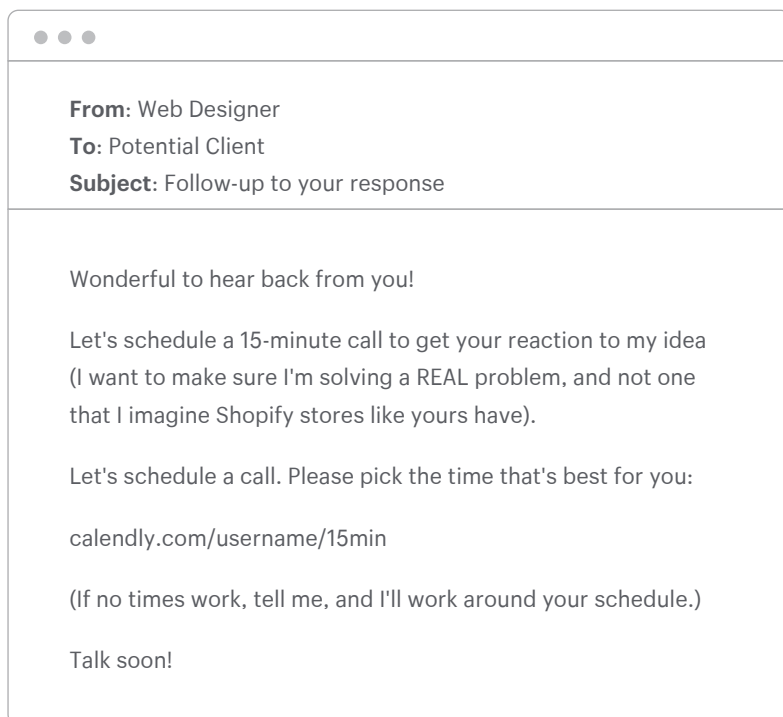 From: Web Designer
To: Potential Client
Subject: Follow-up to your response
Wonderful to hear back from you!
Let's schedule a 15-minute call to get your reaction to my idea
(I want to make sure I'm solving a REAL problem, and not one
that I imagine Shopify stores like yours have).
Let's schedule a call. Please pick the time that's best for you:
calendly.com/username/15min
(If no times work, tell me, and I'll work around your schedule.)
Talk soon!